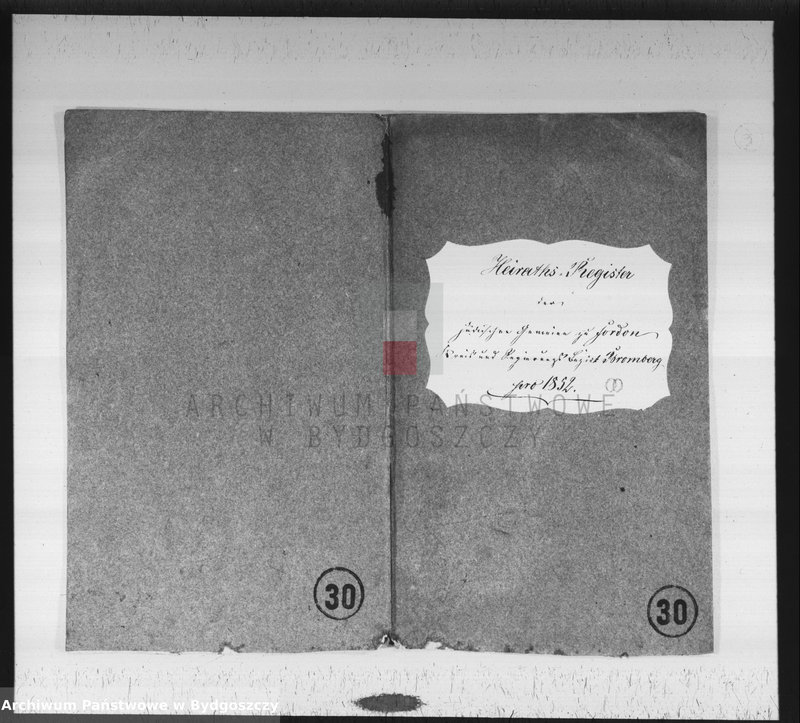 Heiraths-Register
der
jüdischen Gemeine zu Fordon
Kreis und Regierungs Bezirk Bromberg
pro 1852.
ARCHIWUM PAŃSTWOWE
W BYDGOSZCZY
30
30
Archiwum Państwowe w Bydgoszczy